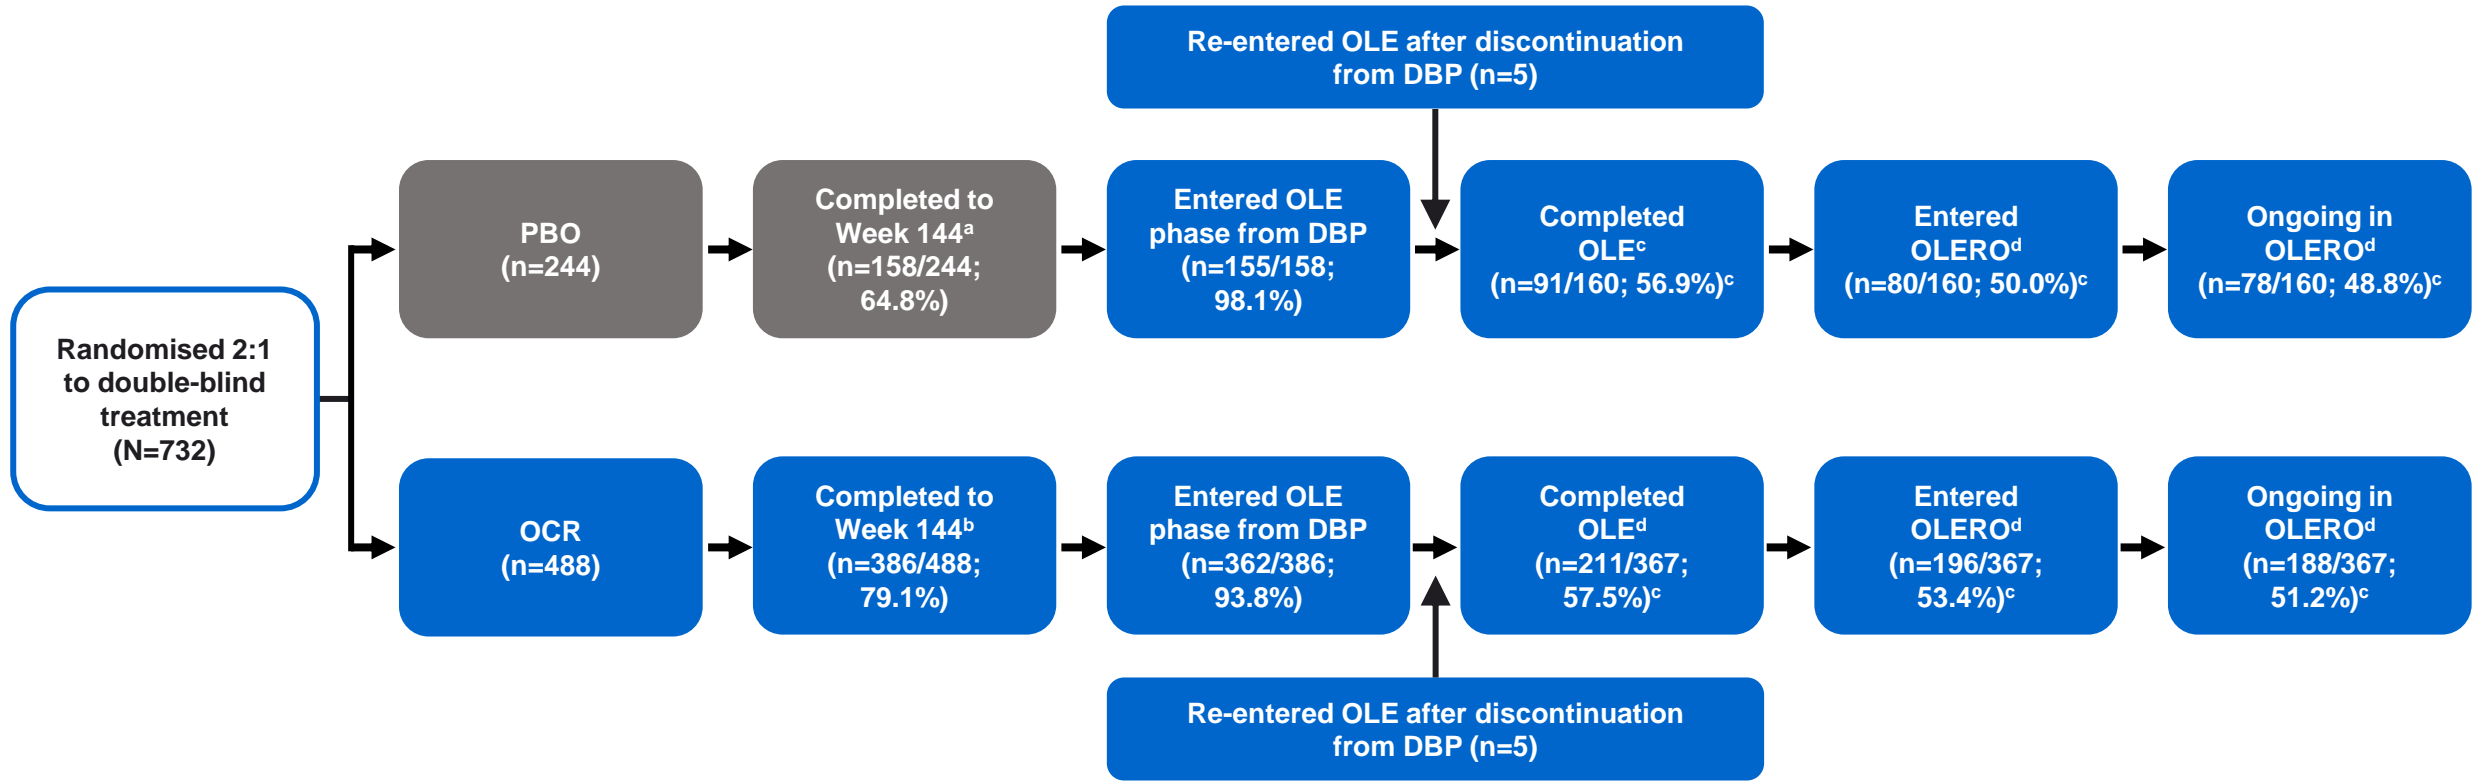 Re-entered OLE after discontinuation
from DBP (n=5)
Randomised 2:1
to double-blind
treatment
(N=732)
PBO
(n=244)
Completed to
Week 144ᵃ
(n=158/244;
64.8%)
Entered OLE
phase from DBP
(n=155/158;
98.1%)
Completed
OLEᶜ
(n=91/160; 56.9%)ᶜ
Entered
OLEROᵈ
(n=80/160; 50.0%)ᶜ
Ongoing in
OLEROᵈ
(n=78/160; 48.8%)ᶜ
OCR
(n=488)
Completed to
Week 144ᵇ
(n=386/488;
79.1%)
Entered OLE
phase from DBP
(n=362/386;
93.8%)
Completed
OLEᵈ
(n=211/367;
57.5%)ᶜ
Entered
OLEROᵈ
(n=196/367;
53.4%)ᶜ
Ongoing in
OLEROᵈ
(n=188/367;
51.2%)ᶜ
Re-entered OLE after discontinuation
from DBP (n=5)